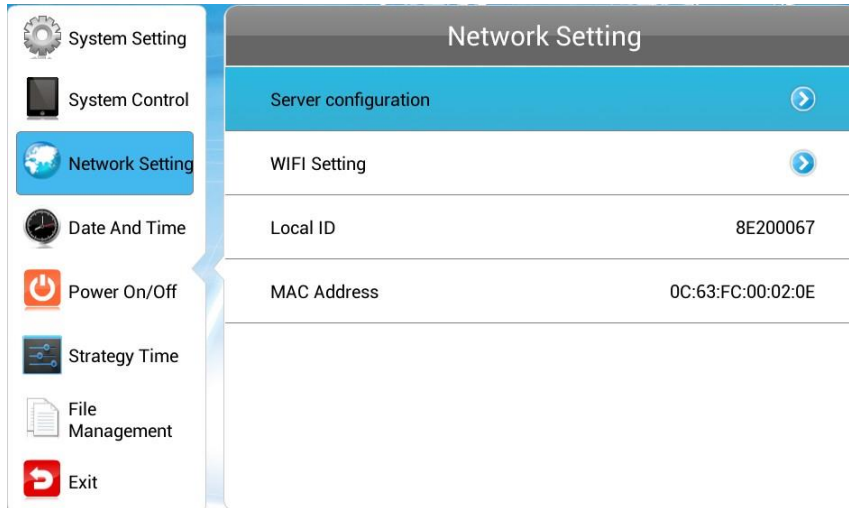 System Setting
System Control
Network Setting
Date And Time
Power On/Off
Strategy Time
File
Management
Exit
Network Setting
Server configuration
WIFI Setting
Local ID 8E200067
MAC Address 0C:63:FC:00:02:0E